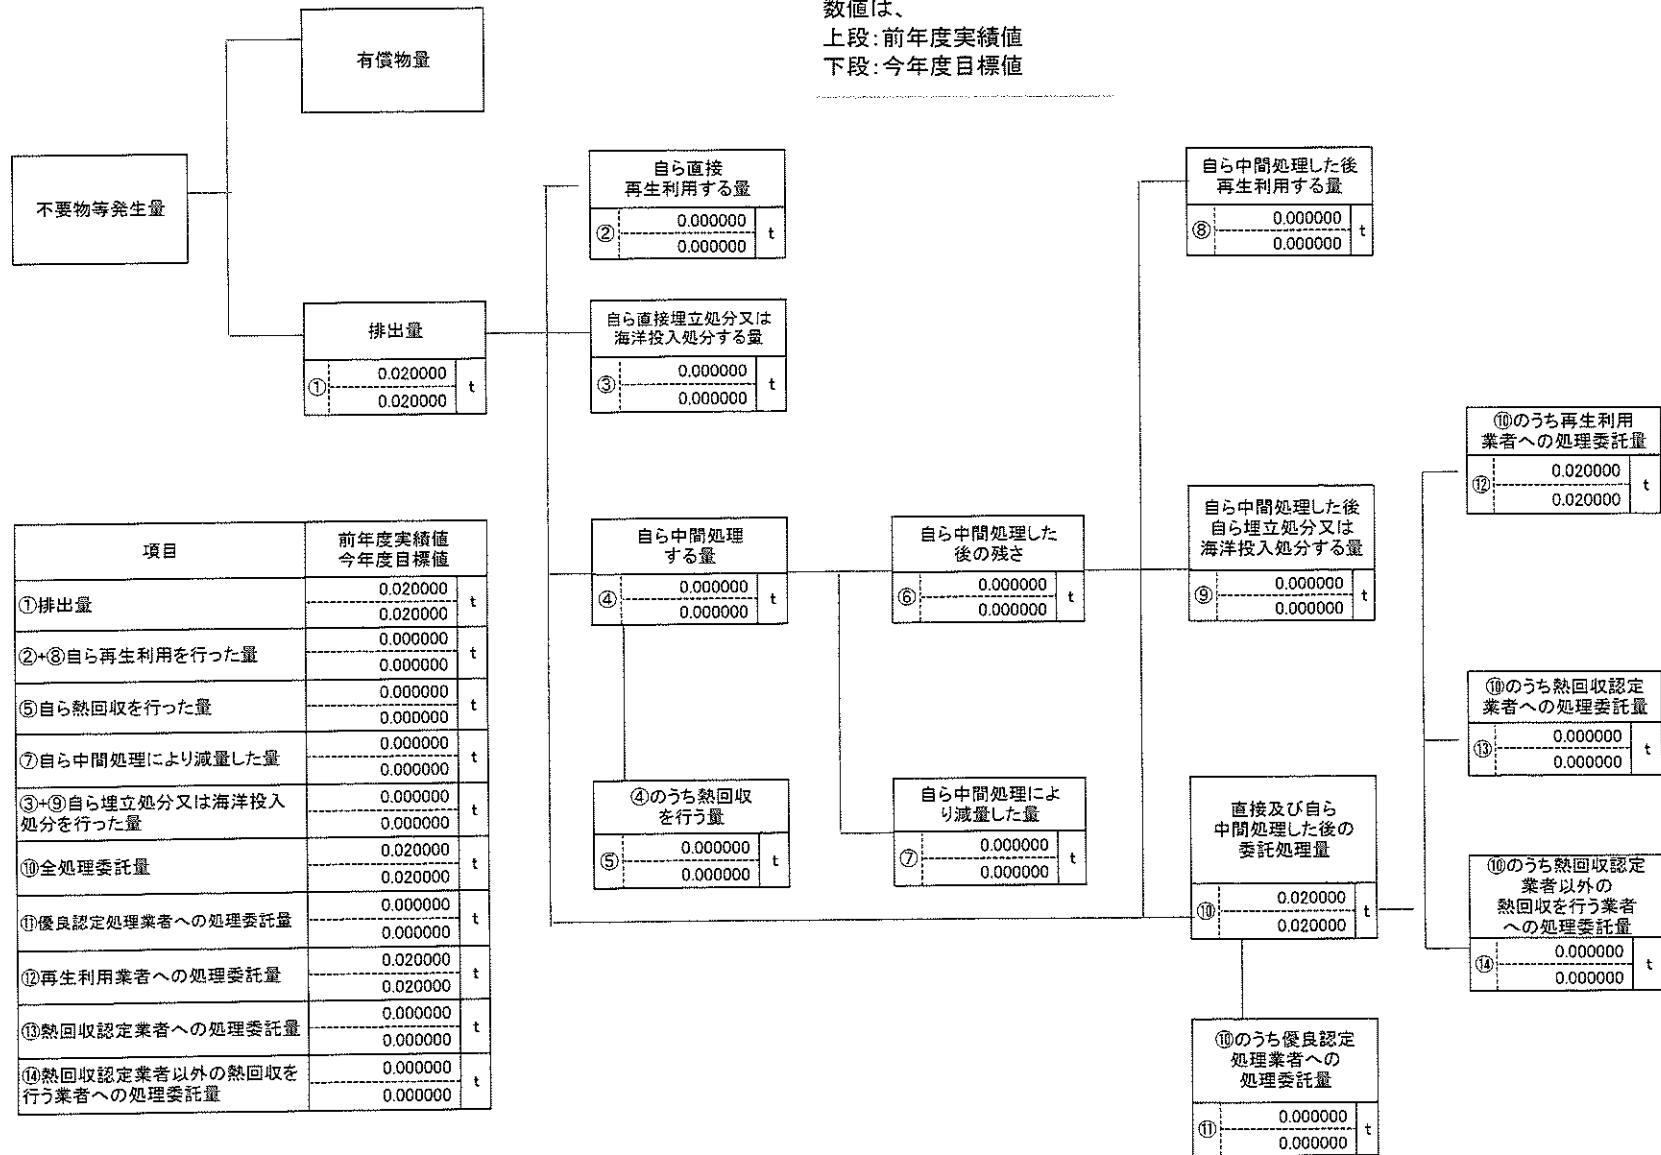 数値は、
上段:前年度実績値
下段:今年度目標値
有償物量
不要物等発生量
排出量
①
0.020000
0.020000
t
自ら直接
再生利用する量
②
0.000000
0.000000
t
自ら直接埋立処分又は
海洋投入処分する量
③
0.000000
0.000000
t
自ら中間処理
する量
④
0.000000
0.000000
t
④のうち熱回収
を行う量
⑤
0.000000
0.000000
t
自ら中間処理した
後の残さ
⑥
0.000000
0.000000
t
自ら中間処理によ
り減量した量
⑦
0.000000
0.000000
t
自ら中間処理した後
再生利用する量
⑧
0.000000
0.000000
t
自ら中間処理した後
自ら埋立処分又は
海洋投入処分する量
⑨
0.000000
0.000000
t
直接及び自ら
中間処理した後の
委託処理量
⑩
0.020000
0.020000
t
⑩のうち優良認定
処理業者への
処理委託量
⑪
0.000000
0.000000
t
⑩のうち再生利用
業者への処理委託量
⑫
0.020000
0.020000
t
⑩のうち熱回収認定
業者への処理委託量
⑬
0.000000
0.000000
t
⑩のうち熱回収認定
業者以外の
熱回収を行う業者
への処理委託量
⑭
0.000000
0.000000
t
項目
前年度実績値
今年度目標値
①排出量
0.020000
0.020000
t
②+⑧自ら再生利用を行った量
0.000000
0.000000
t
⑤自ら熱回収を行った量
0.000000
0.000000
t
⑦自ら中間処理により減量した量
0.000000
0.000000
t
③+⑨自ら埋立処分又は海洋投入
処分を行った量
0.000000
0.000000
t
⑩全処理委託量
0.020000
0.020000
t
⑪優良認定処理業者への処理委託量
0.000000
0.000000
t
⑫再生利用業者への処理委託量
0.020000
0.020000
t
⑬熱回収認定業者への処理委託量
0.000000
0.000000
t
⑭熱回収認定業者以外の熱回収を
行う業者への処理委託量
0.000000
0.000000
t